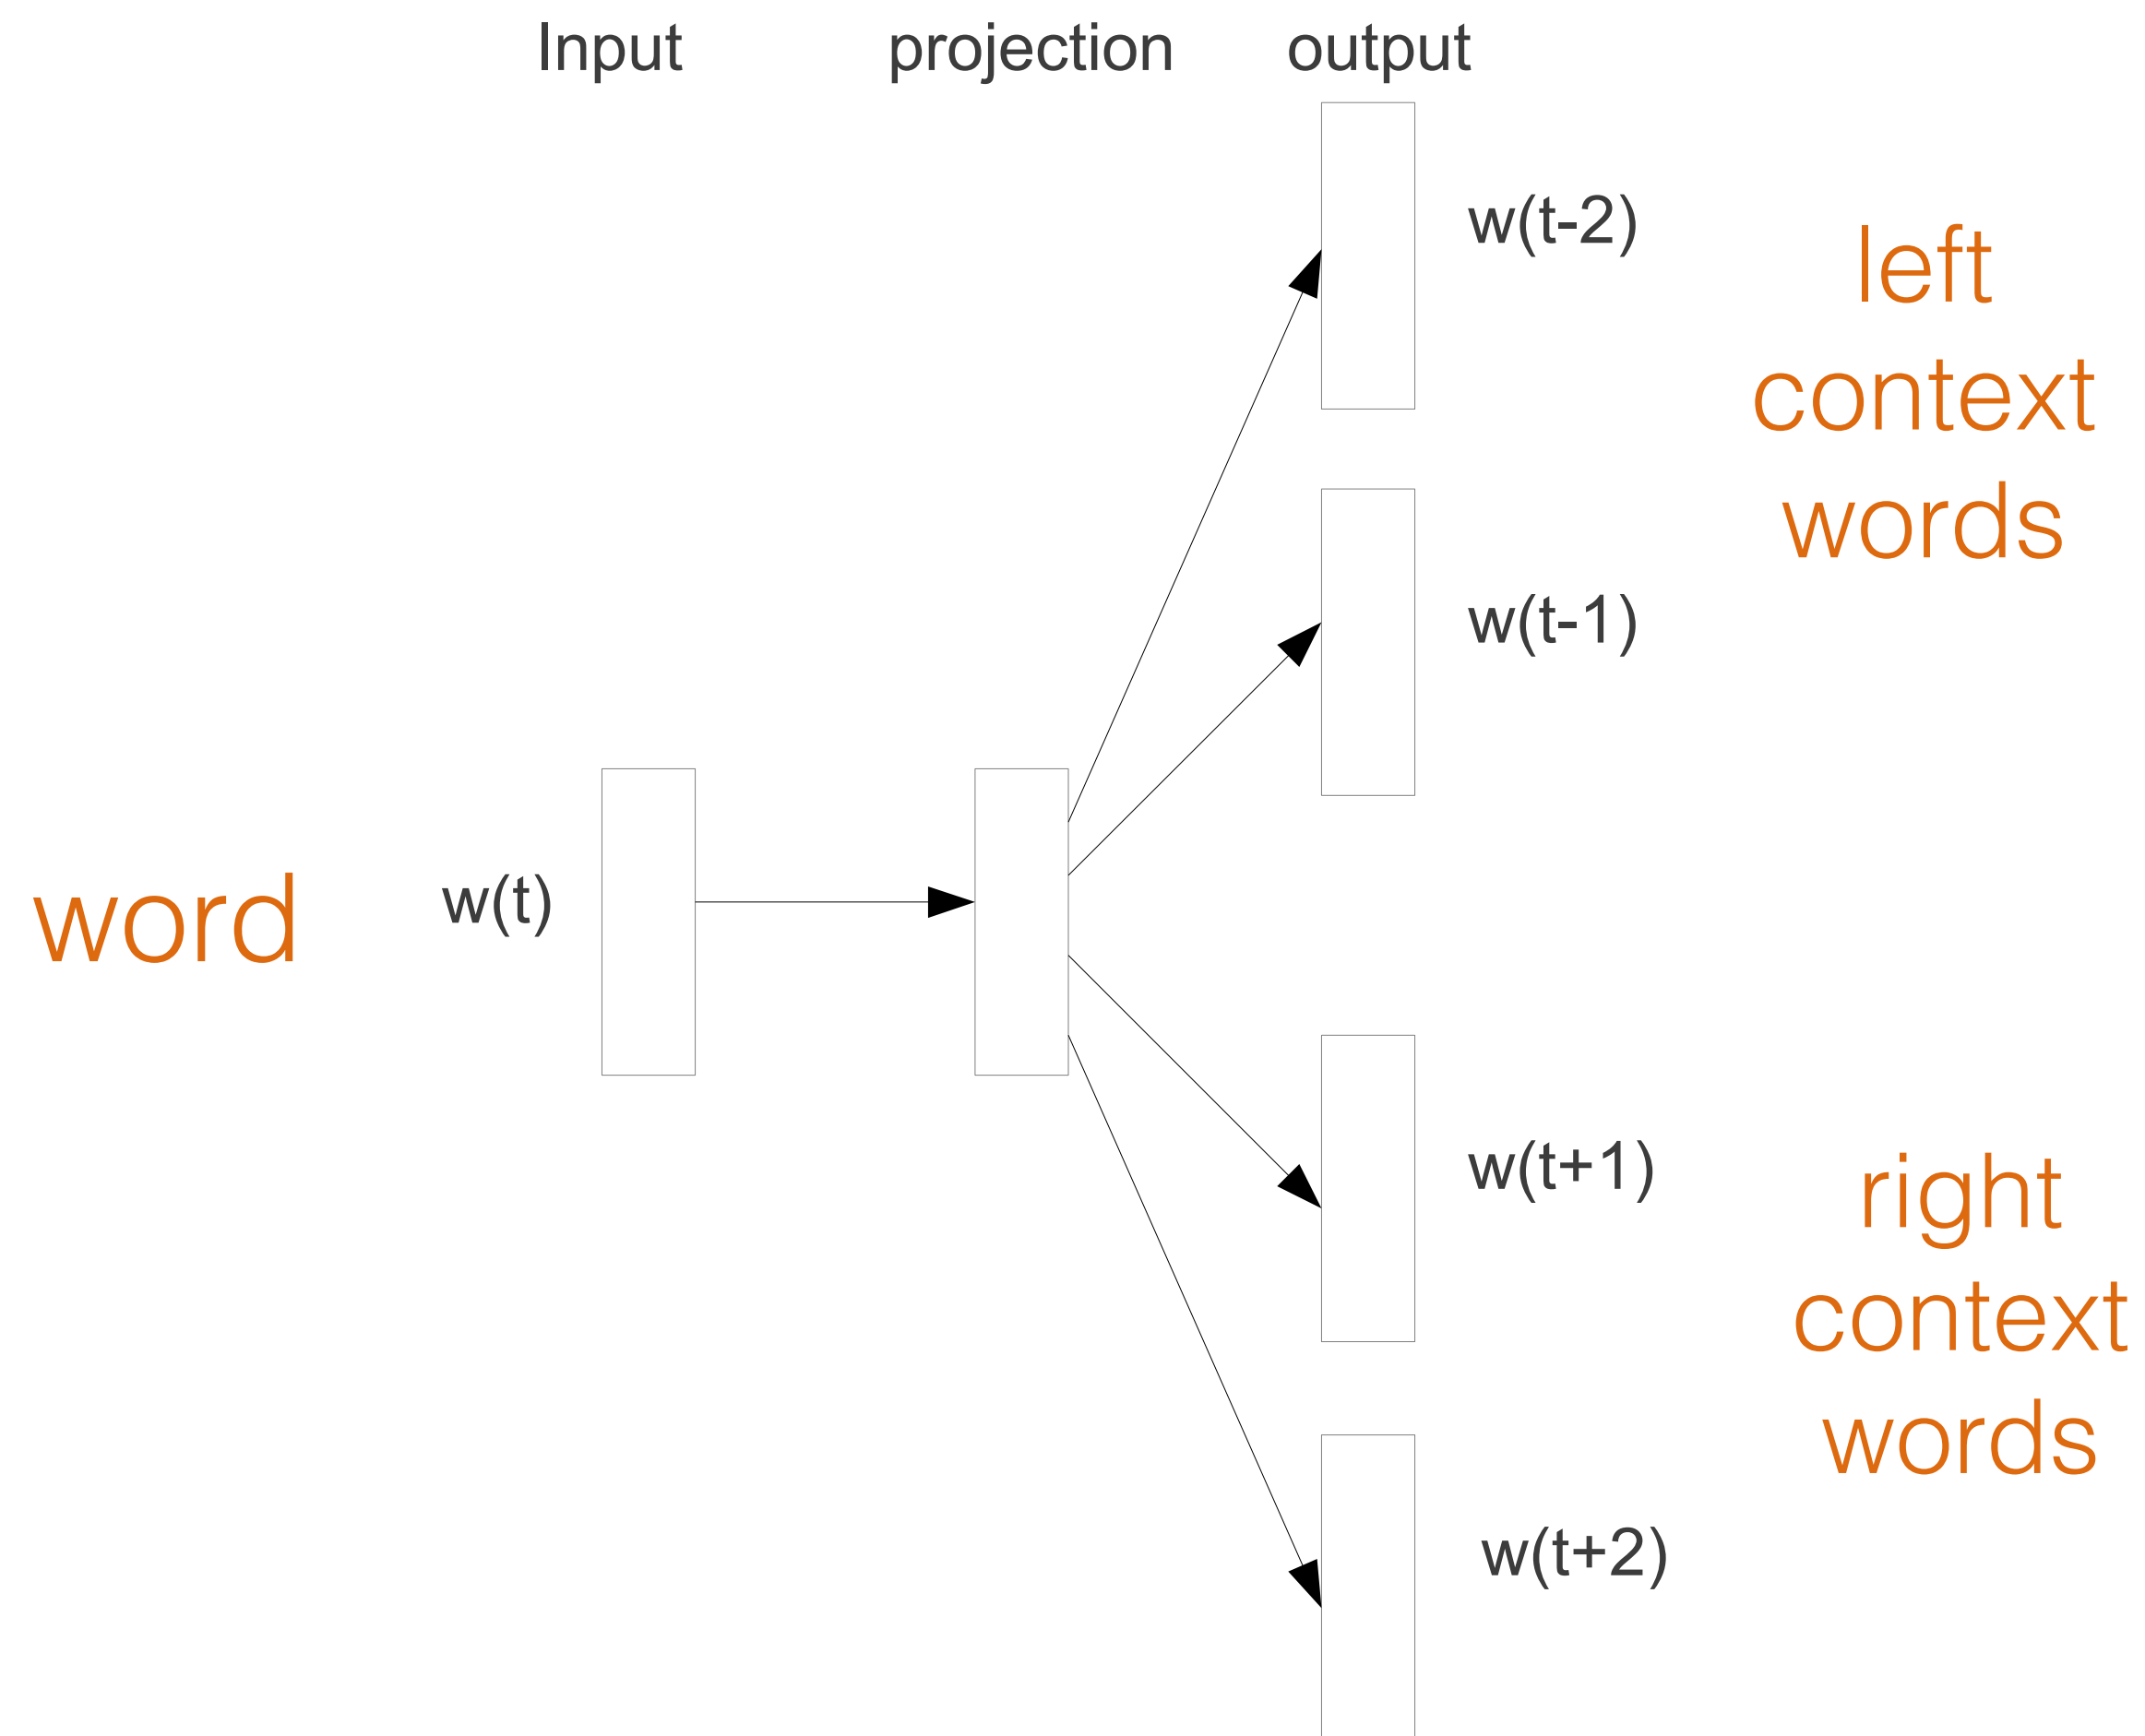 Input projection output
w(t-2)
left
context
words
w(t-1)
word w(t)
w(t+1)
right
context
words
w(t+2)